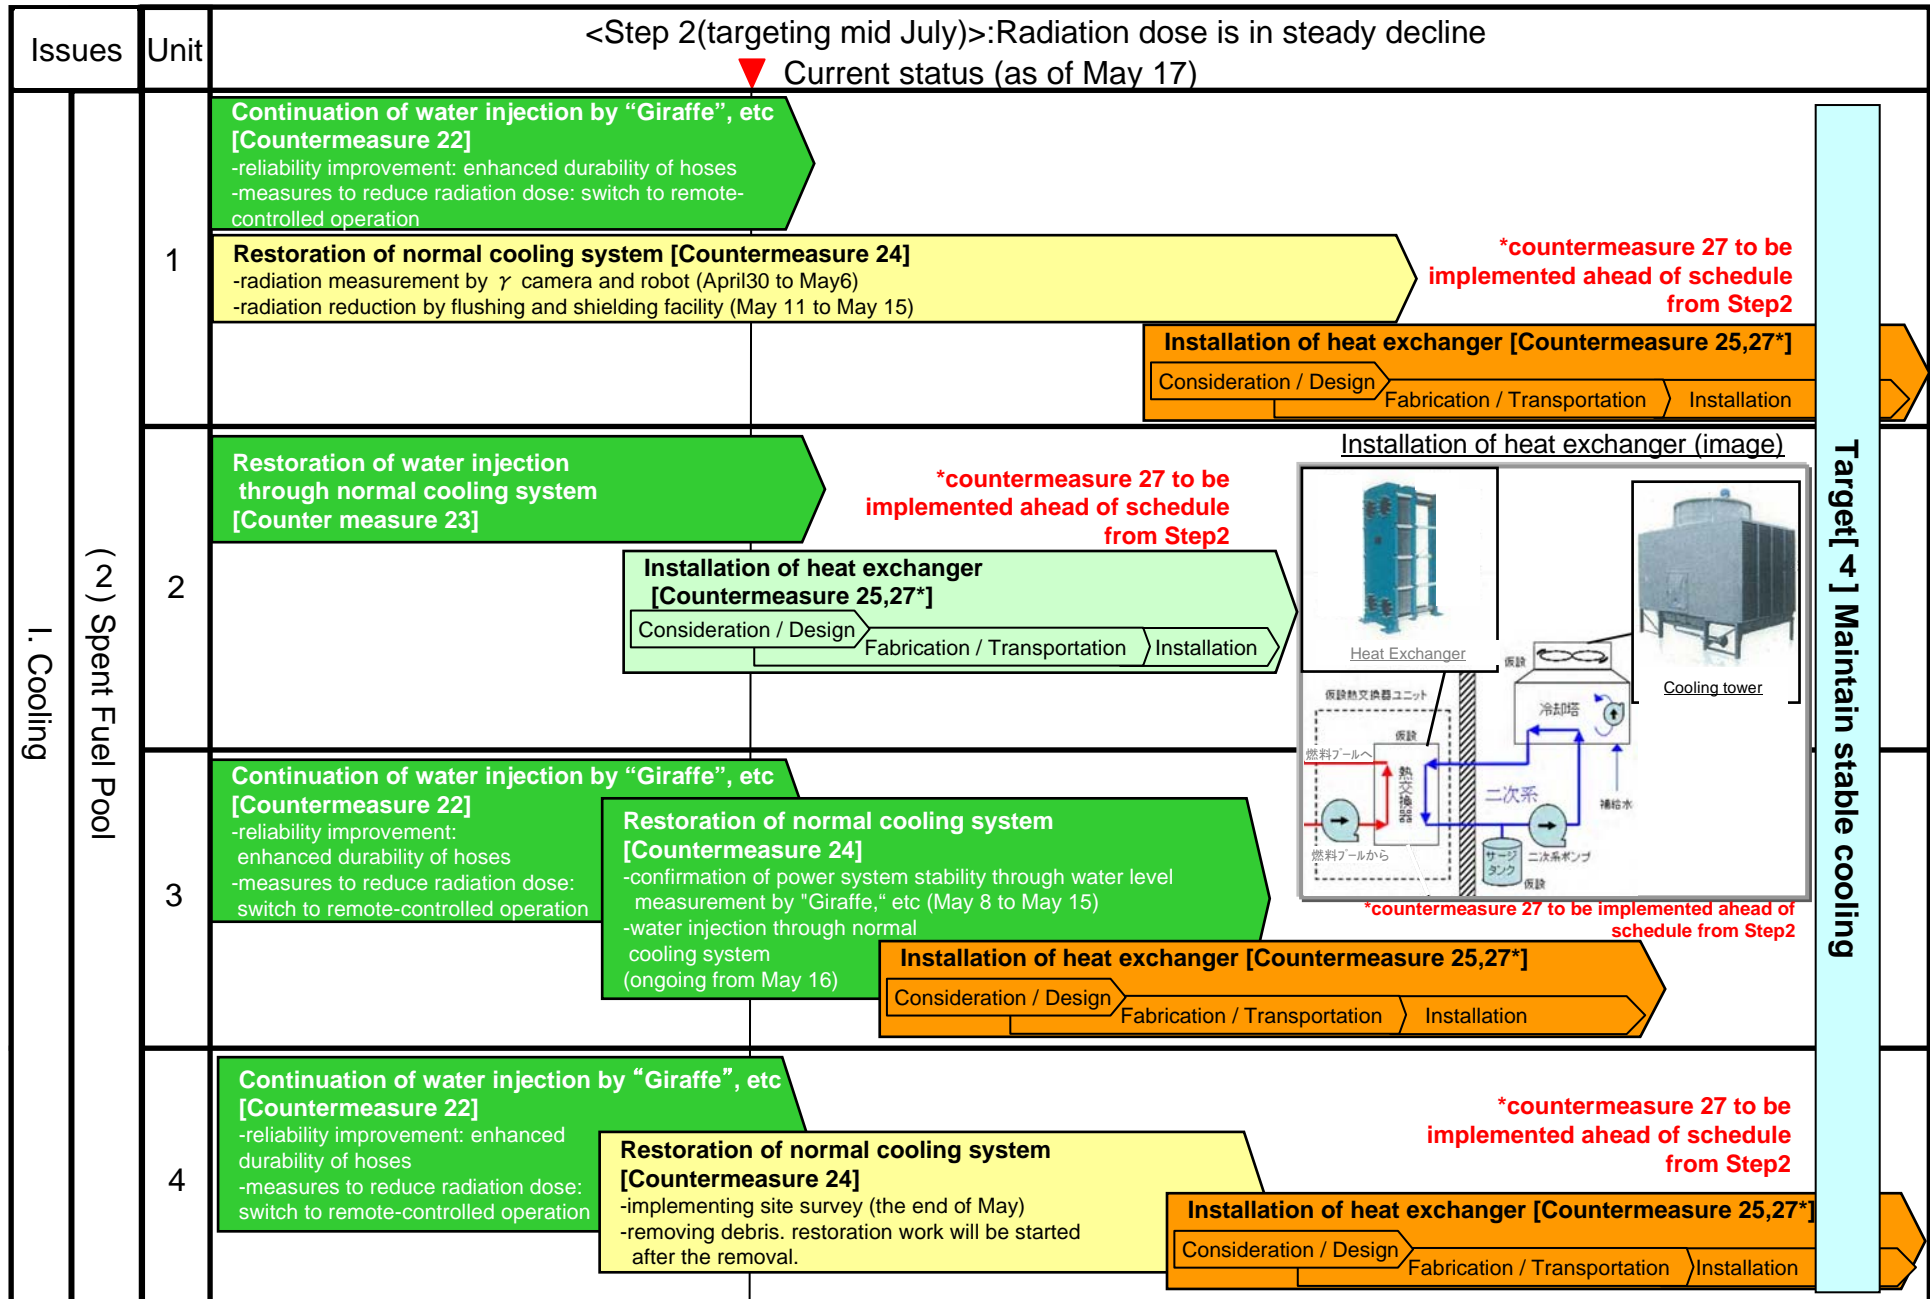 Issues
Unit
<Step 2(targeting mid July)>:Radiation dose is in steady decline
Current status (as of May 17)
I. Cooling
(2) Spent Fuel Pool
1
Continuation of water injection by “Giraffe”, etc
[Countermeasure 22]
-reliability improvement: enhanced durability of hoses
-measures to reduce radiation dose: switch to remote-
controlled operation
Restoration of normal cooling system [Countermeasure 24]
-radiation measurement by γ camera and robot (April30 to May6)
-radiation reduction by flushing and shielding facility (May 11 to May 15)
*countermeasure 27 to be
implemented ahead of schedule
from Step2
Installation of heat exchanger [Countermeasure 25,27*]
Consideration / Design
Fabrication / Transportation
Installation
2
Restoration of water injection
through normal cooling system
[Counter measure 23]
*countermeasure 27 to be
implemented ahead of schedule
from Step2
Installation of heat exchanger
[Countermeasure 25,27*]
Consideration / Design
Fabrication / Transportation
Installation
Installation of heat exchanger (image)
Heat Exchanger
Cooling tower
仮設
冷却塔
仮設熱交換器ユニット
仮設
燃料プールへ
熱交換器
二次系
補給水
燃料プールから
サージ
タンク
二次系ポンプ
仮設
3
Continuation of water injection by “Giraffe”, etc
[Countermeasure 22]
-reliability improvement:
enhanced durability of hoses
-measures to reduce radiation dose:
switch to remote-controlled operation
Restoration of normal cooling system
[Countermeasure 24]
-confirmation of power system stability through water level
measurement by "Giraffe,“ etc (May 8 to May 15)
-water injection through normal
cooling system
(ongoing from May 16)
*countermeasure 27 to be implemented ahead of
schedule from Step2
Installation of heat exchanger [Countermeasure 25,27*]
Consideration / Design
Fabrication / Transportation
Installation
4
Continuation of water injection by “Giraffe”, etc
[Countermeasure 22]
-reliability improvement: enhanced
durability of hoses
-measures to reduce radiation dose:
switch to remote-controlled operation
Restoration of normal cooling system
[Countermeasure 24]
-implementing site survey (the end of May)
-removing debris. restoration work will be started
after the removal.
*countermeasure 27 to be
implemented ahead of schedule
from Step2
Installation of heat exchanger [Countermeasure 25,27*]
Consideration / Design
Fabrication / Transportation
Installation
Target[4] Maintain stable cooling